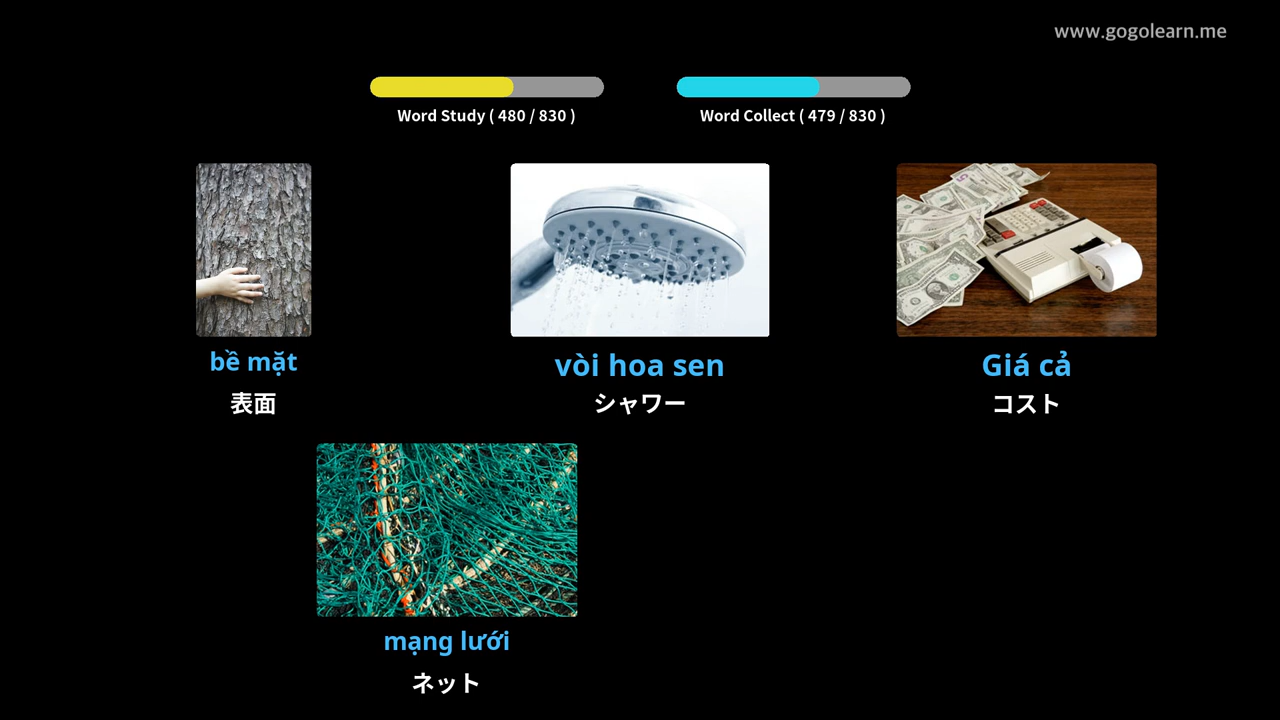 www.gogolearn.me
Word Study ( 480 / 830 )
Word Collect ( 479 / 830 )
bề mặt
表面
vòi hoa sen
シャワー
Giá cả
コスト
mạng lưới
ネット